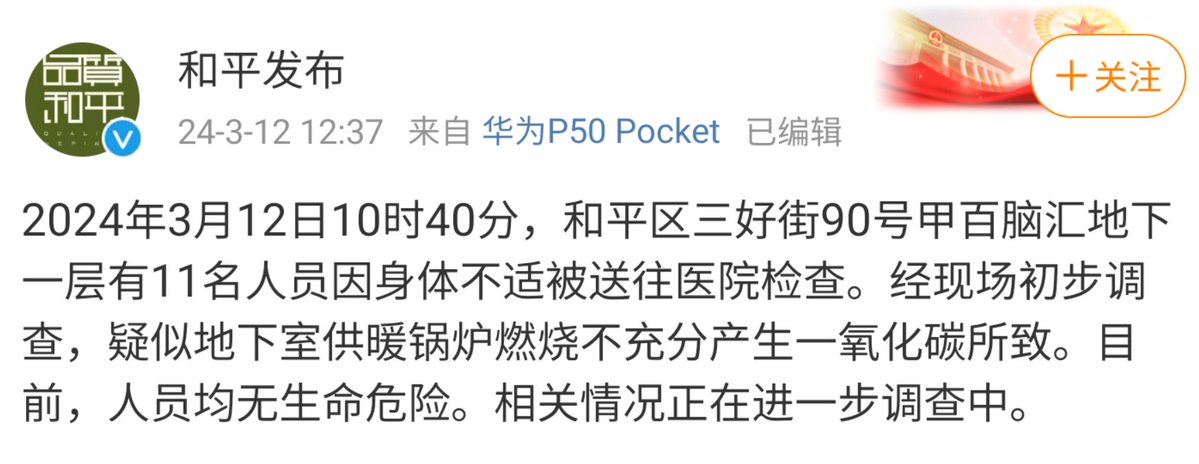 品質
和平
和平发布
24-3-12 12:37 来自 华为P50 Pocket 已编辑
+关注
2024年3月12日10时40分，和平区三好街90号甲百脑汇地下
一层有11名人员因身体不适被送往医院检查。经现场初步调
查，疑似地下室供暖锅炉燃烧不充分产生一氧化碳所致。目
前，人员均无生命危险。相关情况正在进一步调查中。